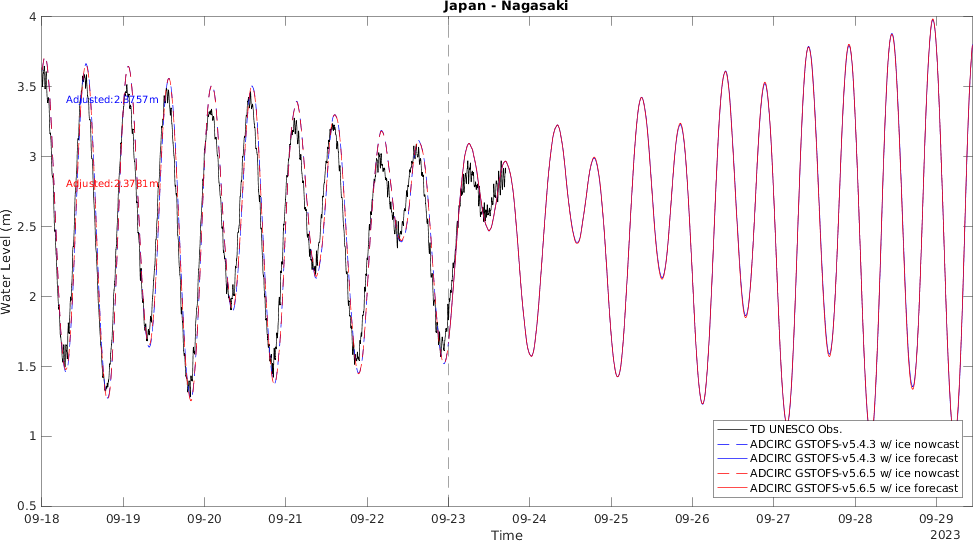 Japan - Nagasaki
4
3.5
3
2.5
2
1.5
1
0.5
Water Level (m)
Adjusted:2.3757m
Adjusted:2.3781m
TD UNESCO Obs.
ADCIRC GSTOFS-v5.4.3 w/ ice nowcast
ADCIRC GSTOFS-v5.4.3 w/ ice forecast
ADCIRC GSTOFS-v5.6.5 w/ ice nowcast
ADCIRC GSTOFS-v5.6.5 w/ ice forecast
09-18 09-19 09-20 09-21 09-22 09-23 09-24 09-25 09-26 09-27 09-28 09-29
Time
2023